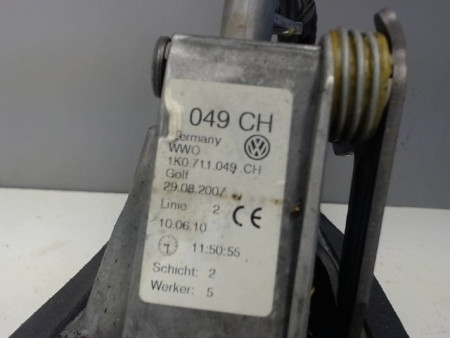 049 CH
Germany
WWO
1K0.711.049 .CH
Golf
29.08.2007
Linie 2 CE
10.06.10
11:50:55
Schicht: 2
Werker: 5